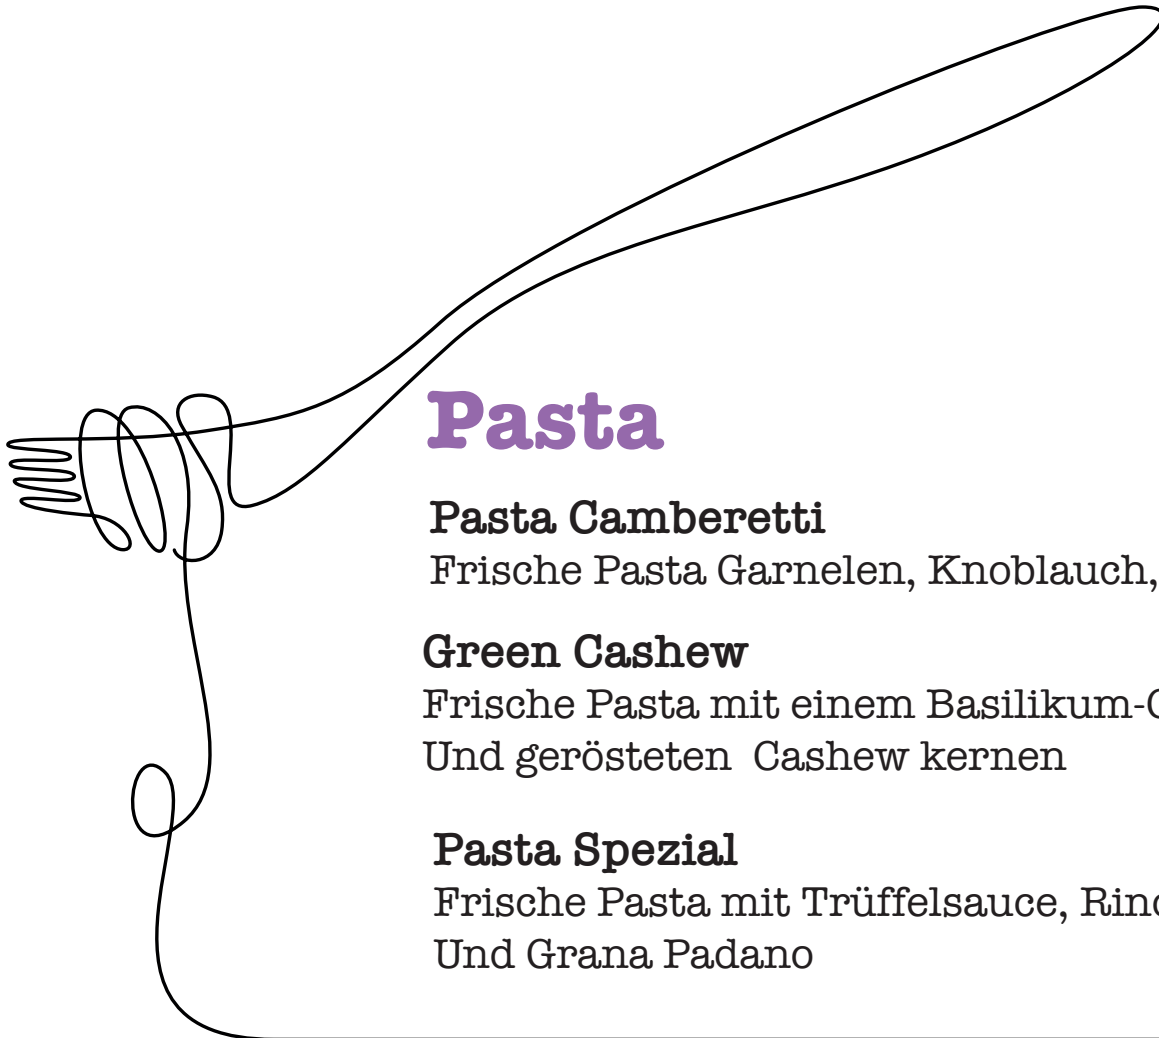 Pasta
Pasta Camberetti
Frische Pasta Garnelen, Knoblauch,
Green Cashew
Frische Pasta mit einem Basilikum-
Und gerösteten Cashew kernen
Pasta Spezial
Frische Pasta mit Trüffelsauce,
Und Grana Padano